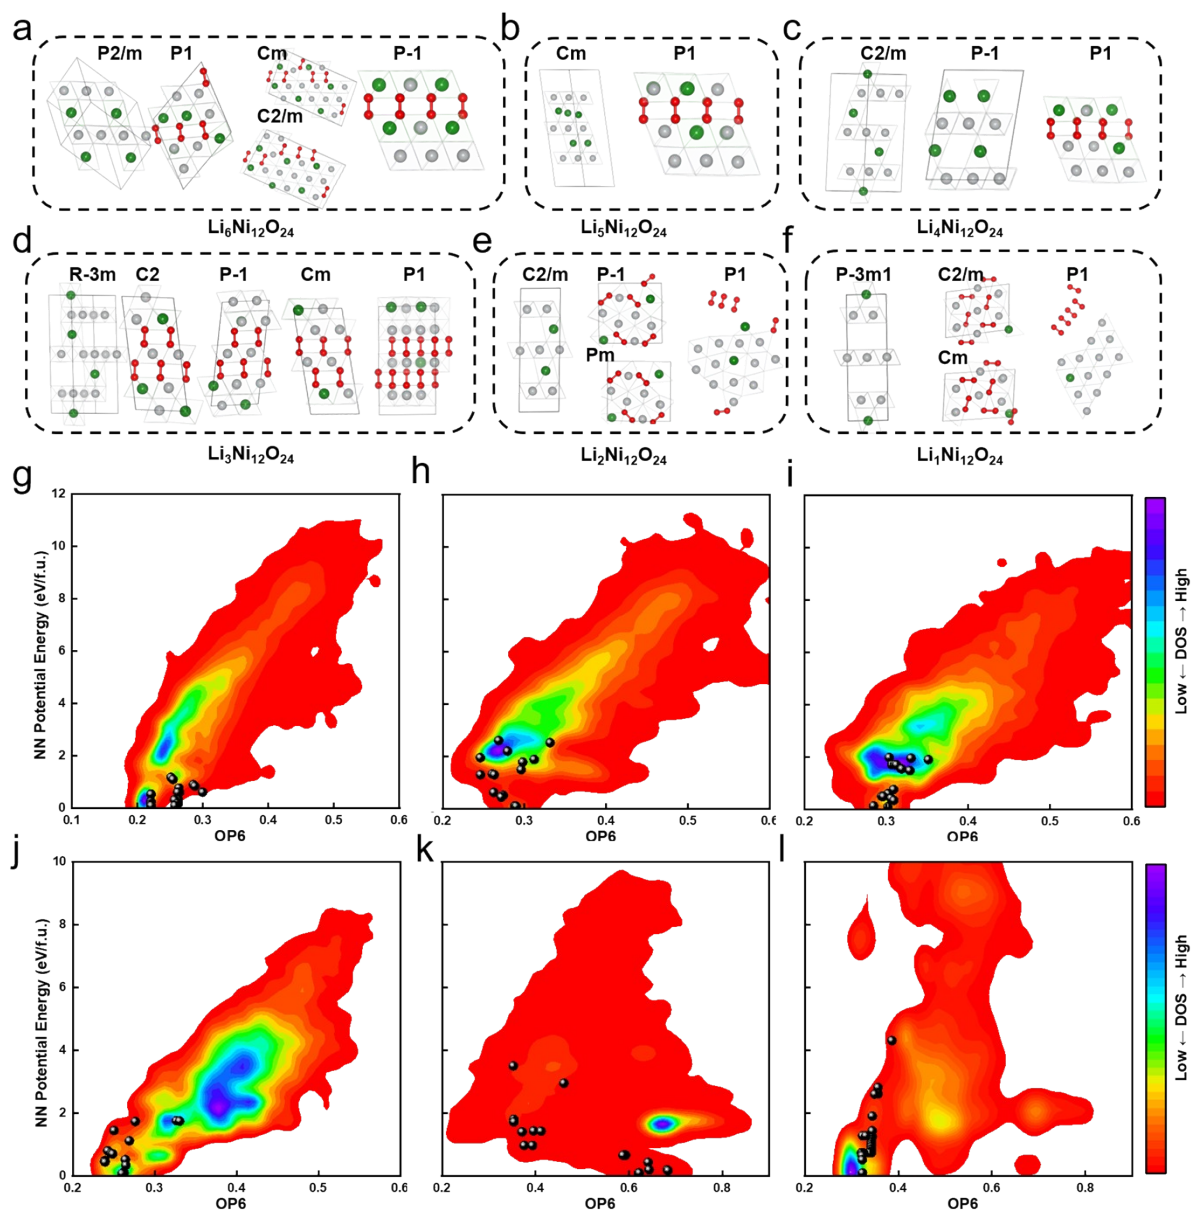 a
P2/m P1 Cm P-1
C2/m
Li6Ni12O24
b
Cm P1
Li5Ni12O24
c
C2/m P-1 P1
Li4Ni12O24
d
R-3m C2 P-1 Cm P1
Li3Ni12O24
e
C2/m P-1 P1
Pm
Li2Ni12O24
f
P-3m1 C2/m P1
Cm
Li1Ni12O24
g
NN Potential Energy (eV/f.u.)
12
10
8
6
4
2
0
0.1 0.2 0.3 0.4 0.5 0.6
OP6
h
0.2 0.3 0.4 0.5 0.6
OP6
i
0.2 0.3 0.4 0.5 0.6
OP6
Low ← DOS → High
j
NN Potential Energy (eV/f.u.)
10
8
6
4
2
0
0.2 0.3 0.4 0.5 0.6
OP6
k
0.2 0.4 0.6 0.8
OP6
l
0.2 0.4 0.6 0.8
OP6
Low ← DOS → High